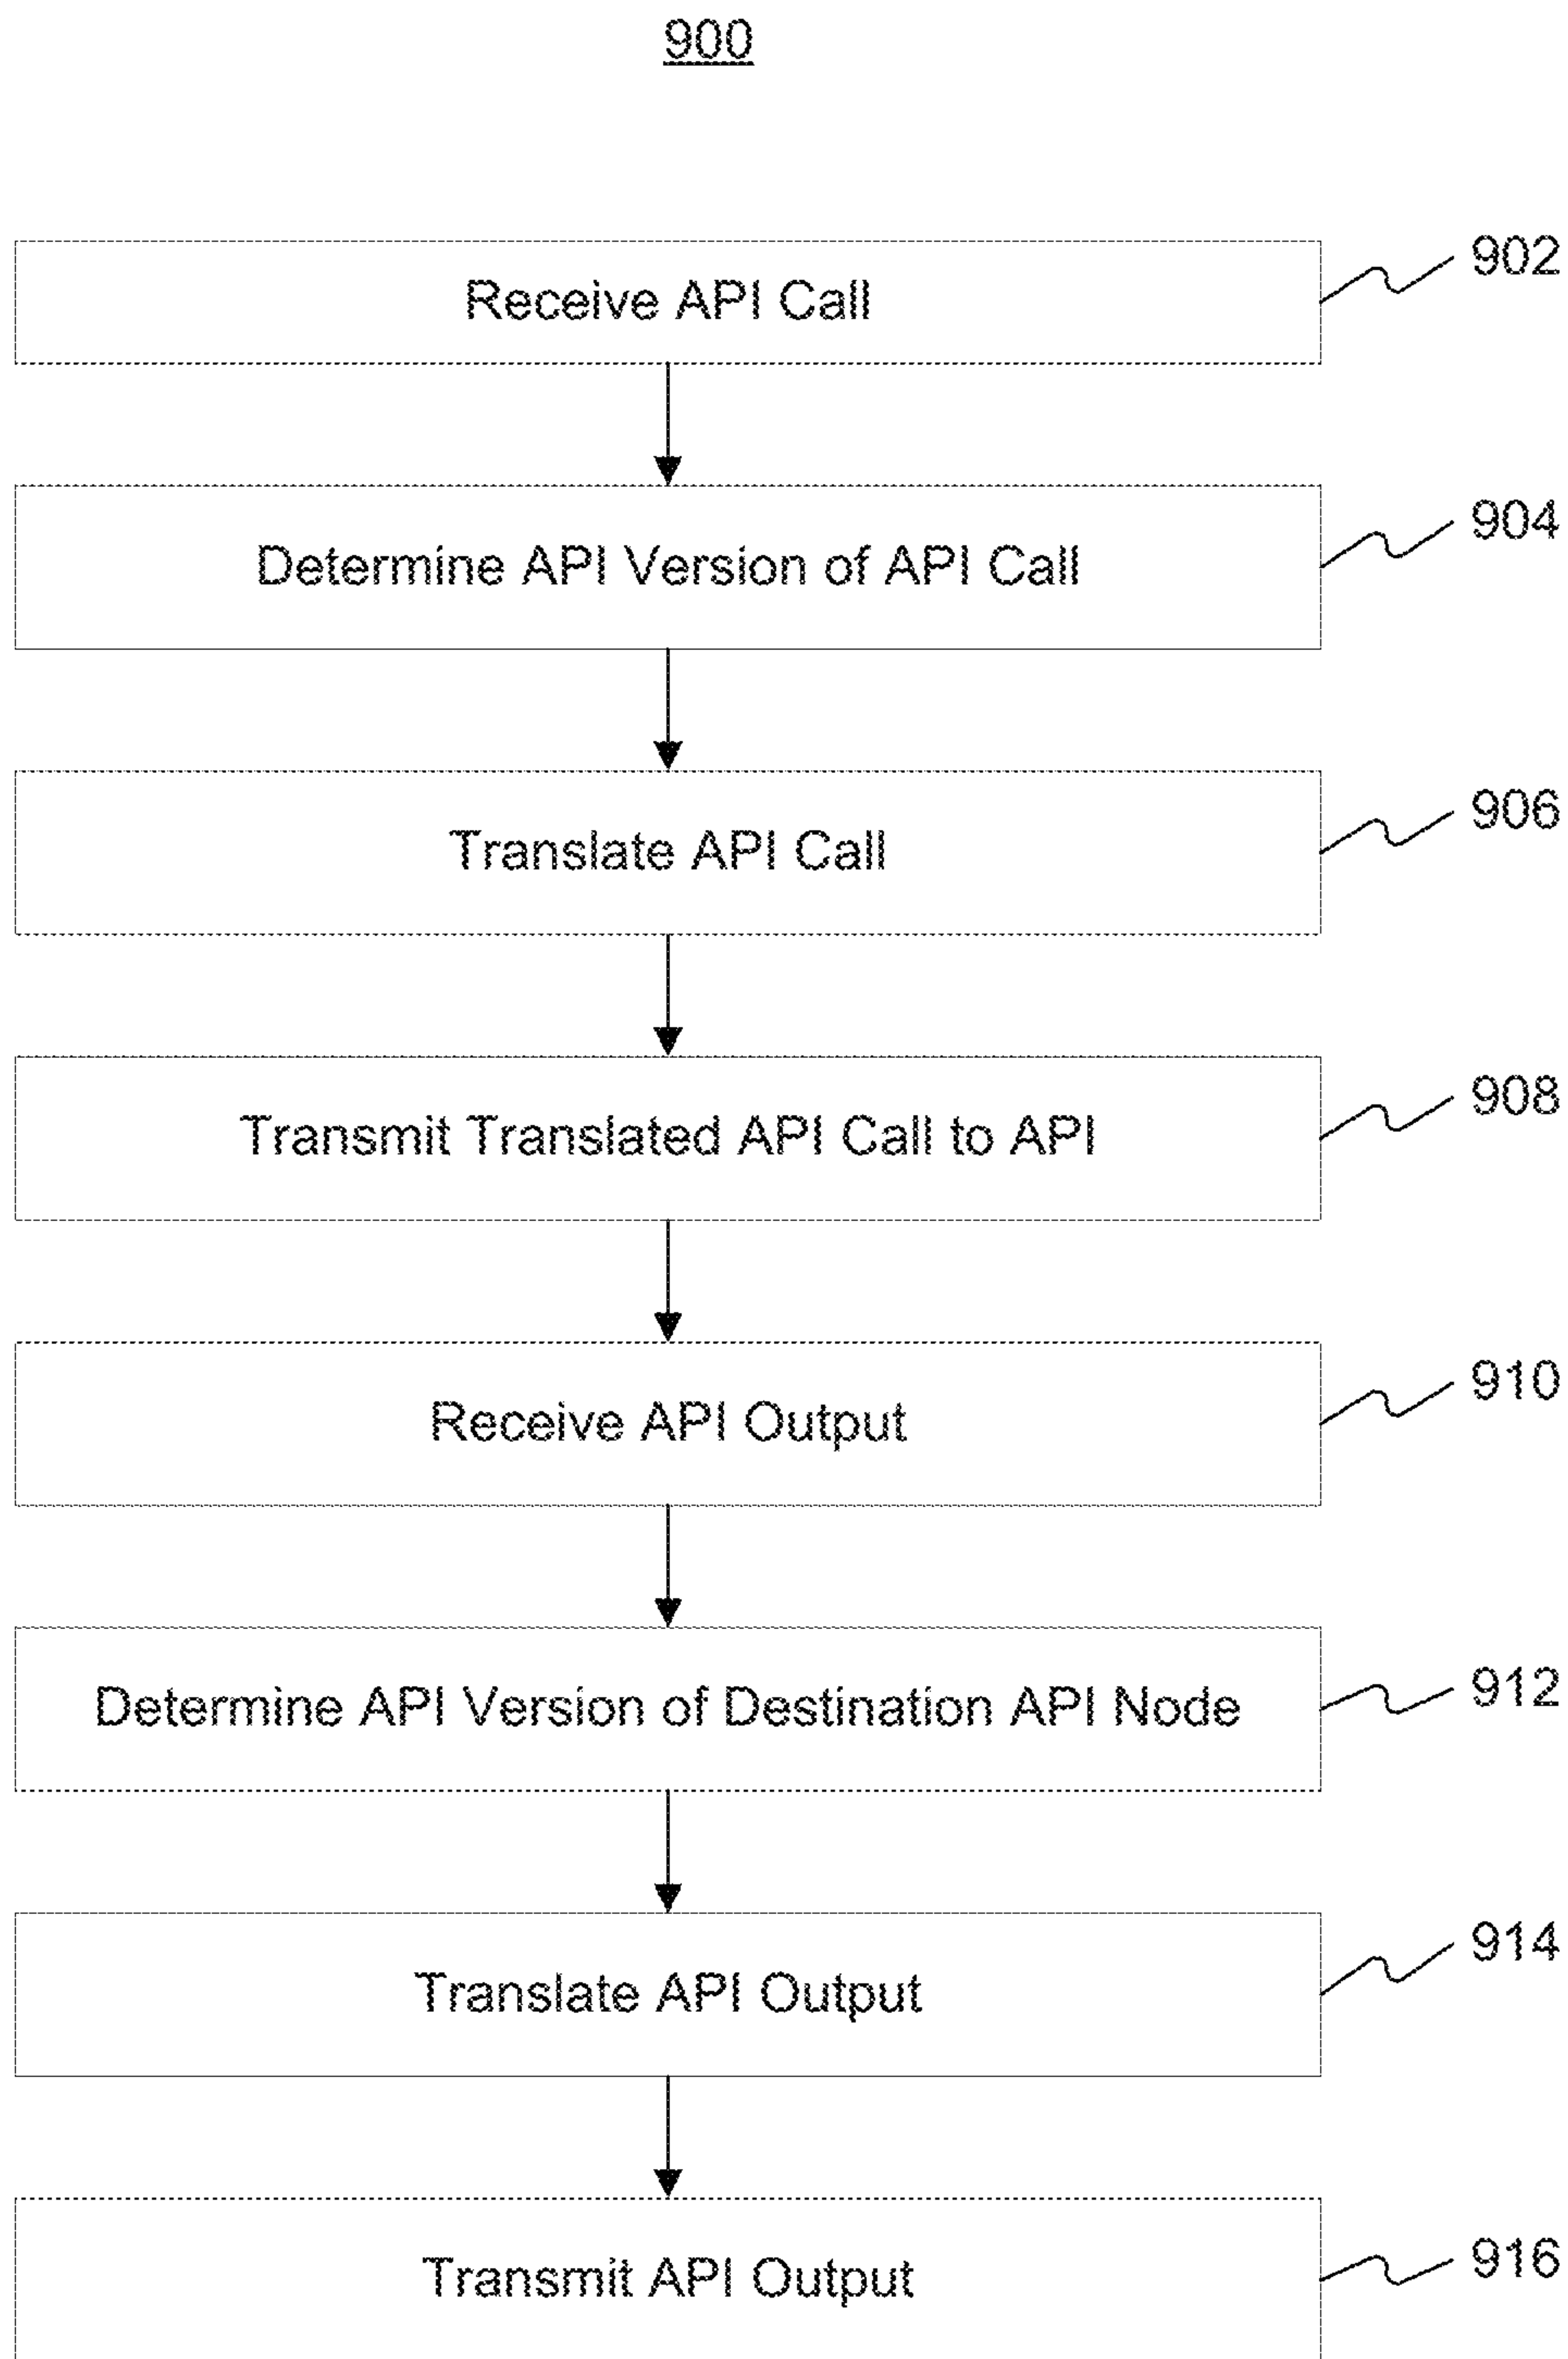 900
Receive API Call
902
Determine API Version of API Call
904
Translate API Call
906
Transmit Translated API Call to API
908
Receive API Output
910
Determine API Version of Destination API Node
912
Translate API Output
914
Transmit API Output
916